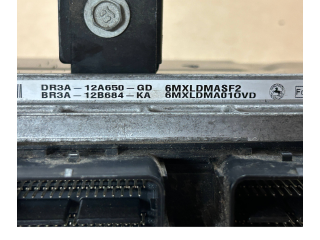 DR3A-12A650-GD 6MXLDMASF2
BR3A-12B684-KA 6MXLDMA010VD